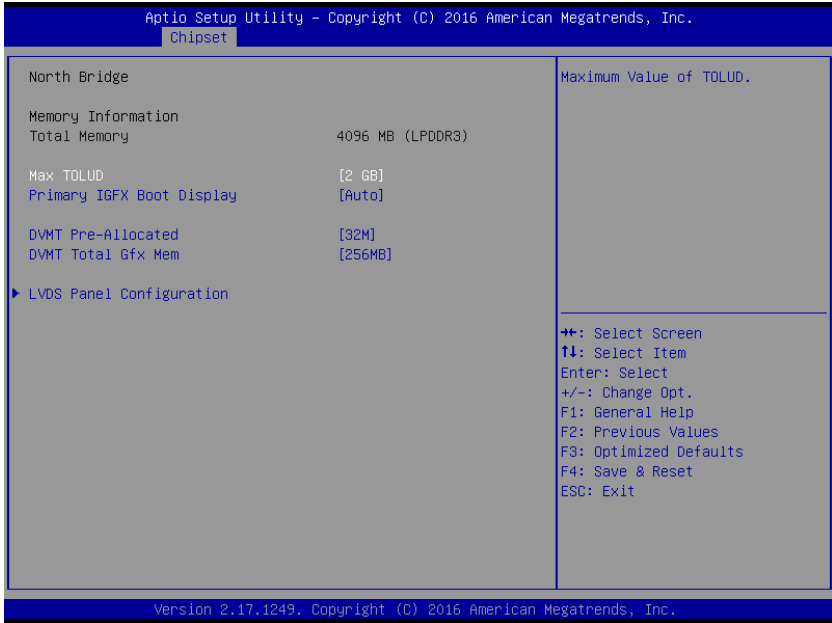 Aptio Setup Utility – Copyright (C) 2016 American Megatrends, Inc.
Chipset
North Bridge
Memory Information
Total Memory 4096 MB (LPDDR3)
Max TOLUD [2 GB]
Primary IGFX Boot Display [Auto]
DVMT Pre-Allocated [32M]
DVMT Total Gfx Mem [256MB]
LVDS Panel Configuration
Maximum Value of TOLUD.
→←: Select Screen
↑↓: Select Item
Enter: Select
+/-: Change Opt.
F1: General Help
F2: Previous Values
F3: Optimized Defaults
F4: Save & Reset
ESC: Exit
Version 2.17.1249. Copyright (C) 2016 American Megatrends, Inc.